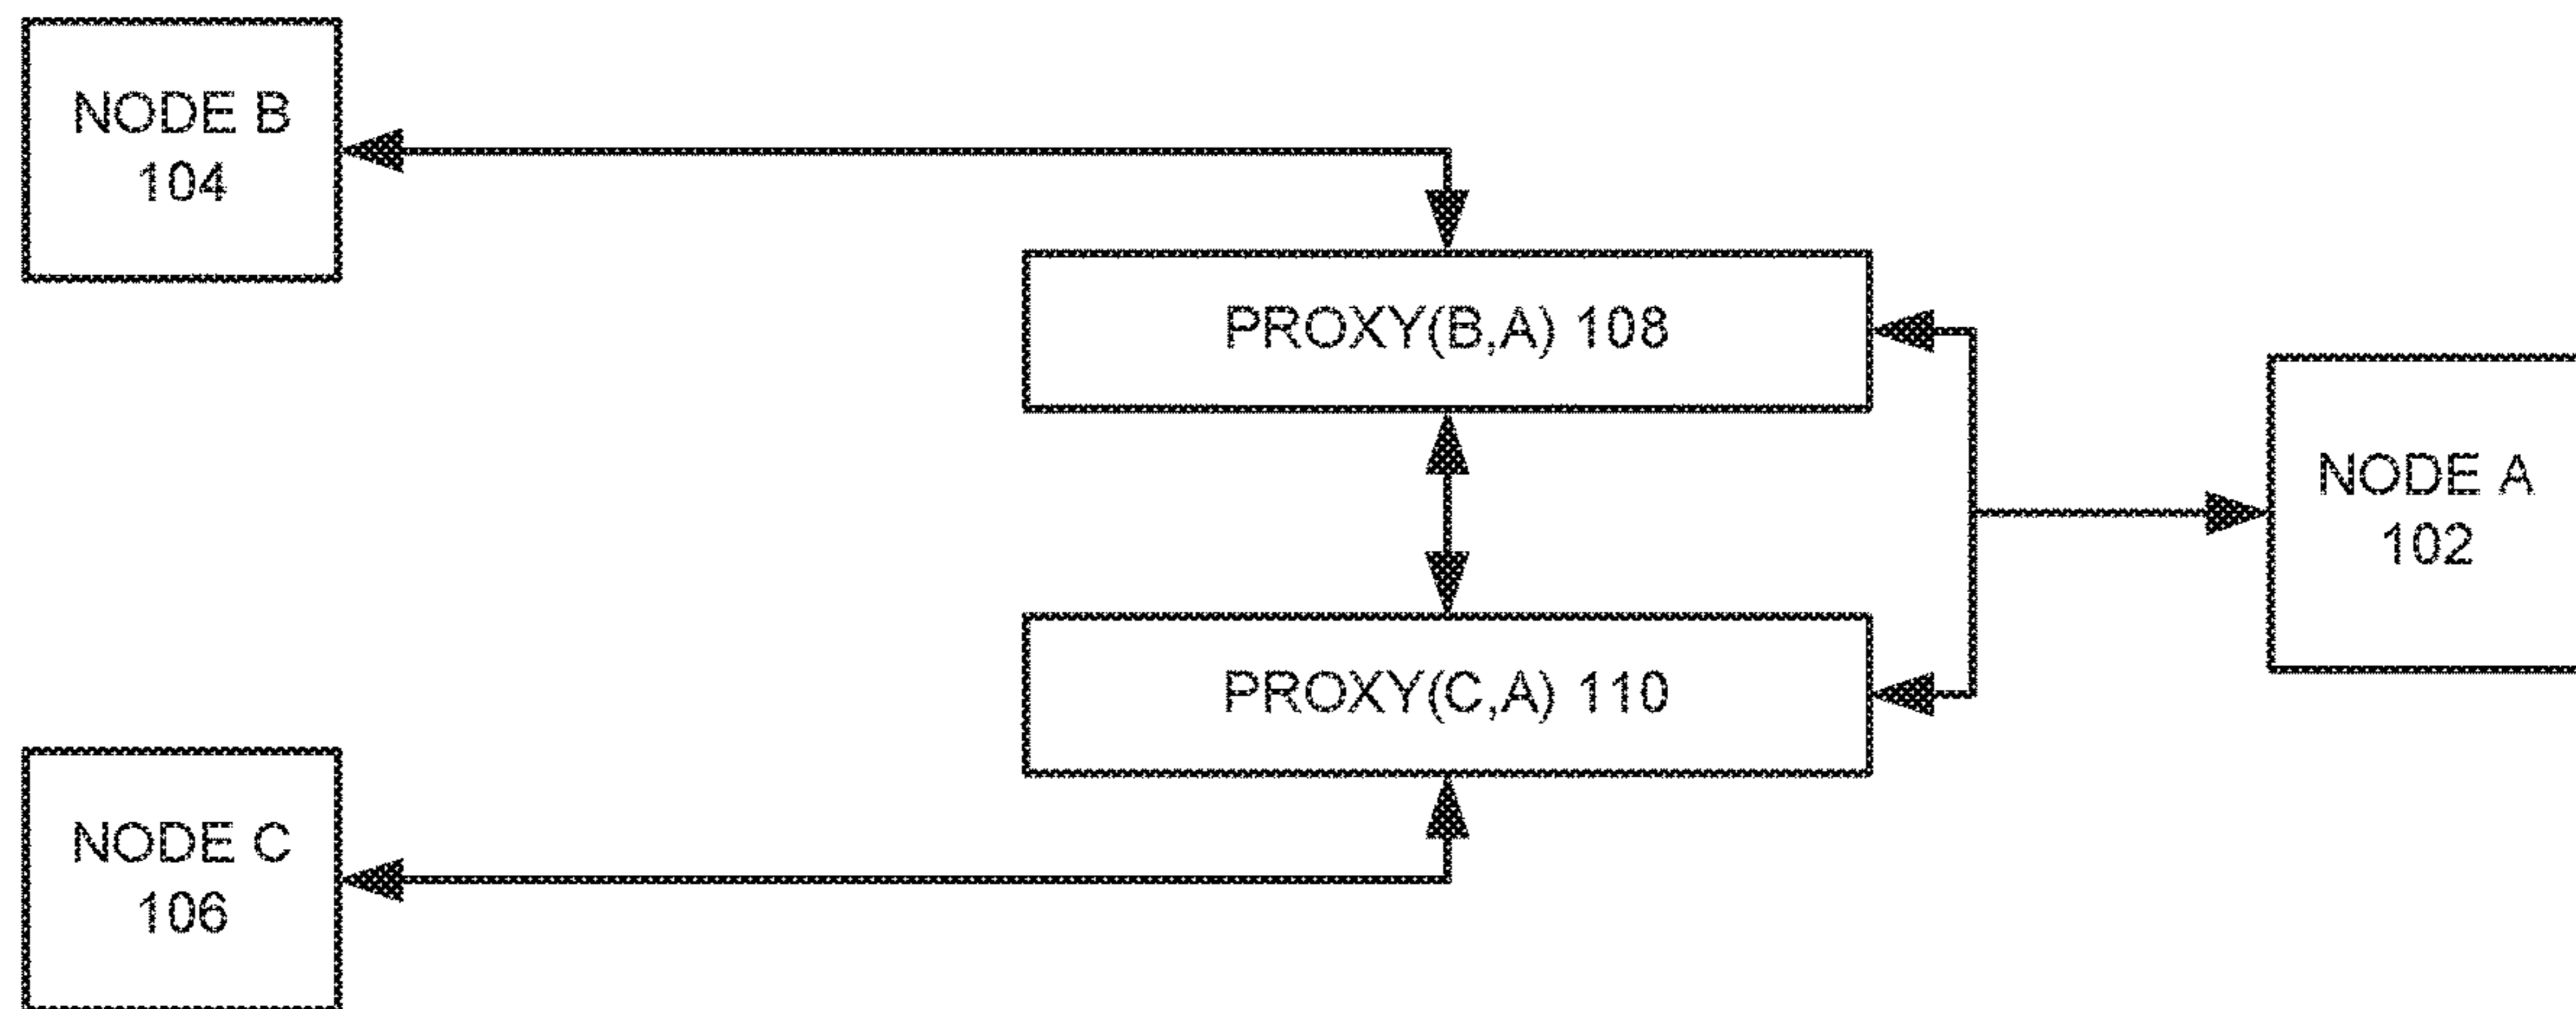 NODE B
104
PROXY(B,A) 108
NODE A
102
PROXY(C,A) 110
NODE C
106